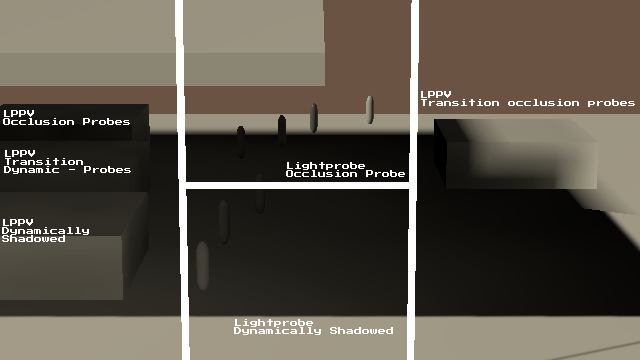 LPPV
Occlusion Probes
LPPV
Transition
Dynamic - Probes
LPPV
Dynamically
Shadowed
Lightprobe
Occlusion Probe
Lightprobe
Dynamically Shadowed
LPPV
Transition occlusion probes